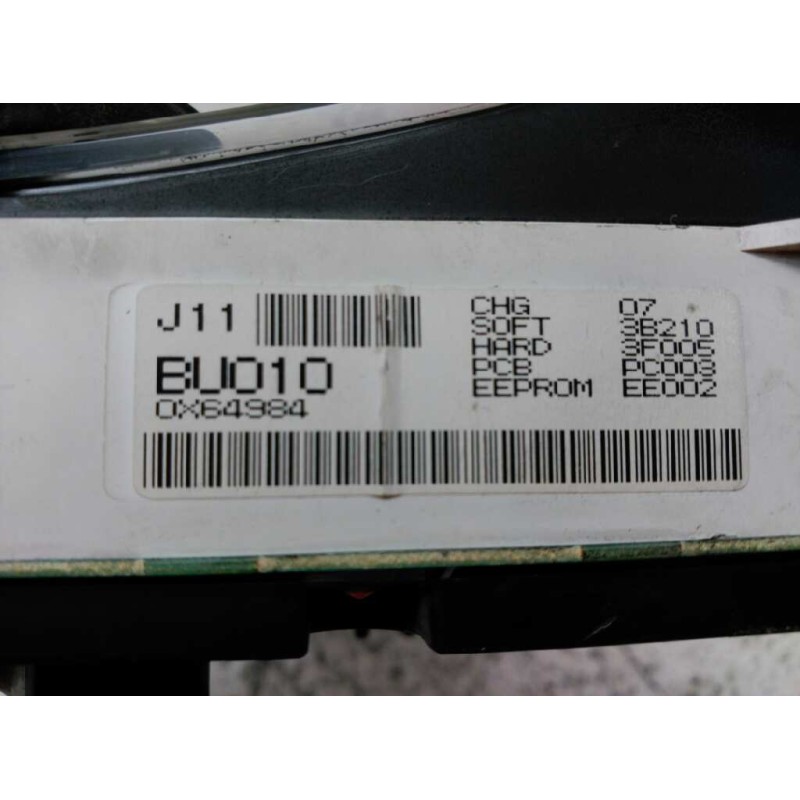 J11
BU010
0X64984
CHG 07
SOFT 3B210
HARD 3F005
PCB PC003
EEPROM EE002